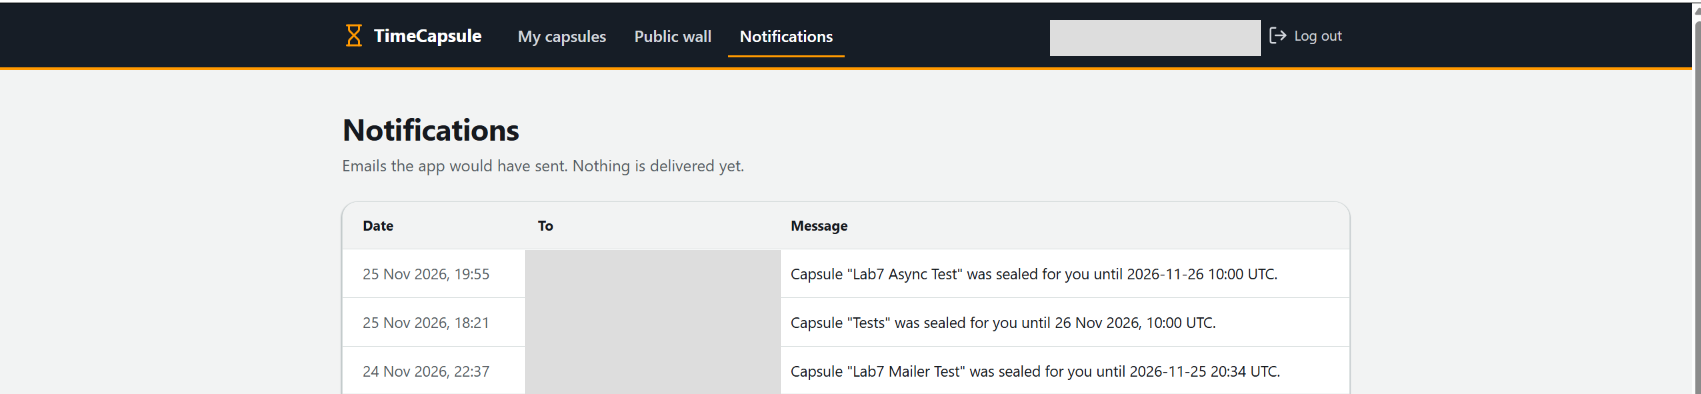 TimeCapsule My capsules Public wall Notifications Log out
Notifications
Emails the app would have sent. Nothing is delivered yet.
Date To Message
25 Nov 2026, 19:55 Capsule "Lab7 Async Test" was sealed for you until 2026-11-26 10:00 UTC.
25 Nov 2026, 18:21 Capsule "Tests" was sealed for you until 26 Nov 2026, 10:00 UTC.
24 Nov 2026, 22:37 Capsule "Lab7 Mailer Test" was sealed for you until 2026-11-25 20:34 UTC.